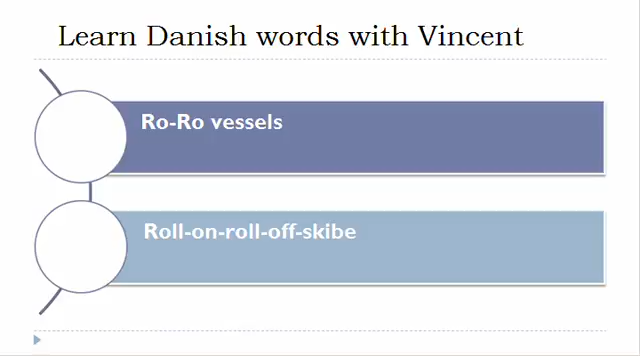 Learn Danish words with Vincent
Ro-Ro vessels
Roll-on-roll-off-skibe